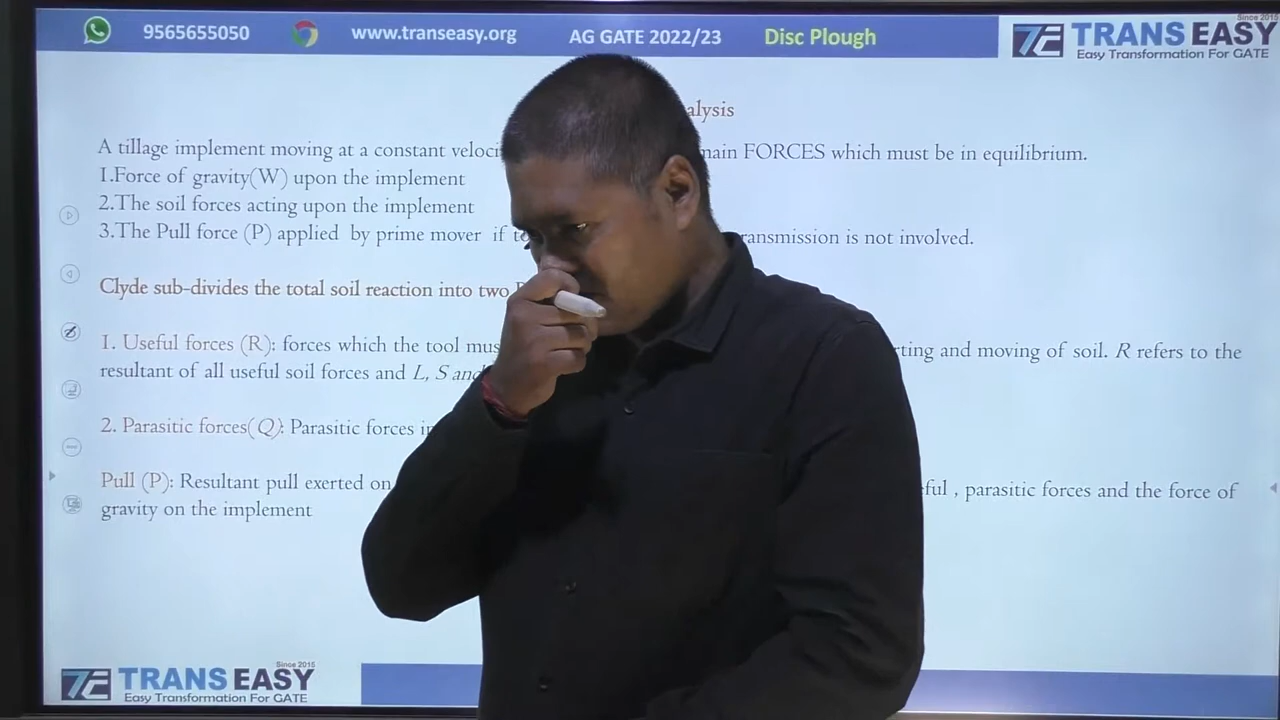 9565655050 www.transeasy.org AG GATE 2022/23 Disc Plough
Since 2015
TRANS EASY
Easy Transformation For GATE
alysis
A tillage implement moving at a constant veloci main FORCES which must be in equilibrium.
1.Force of gravity(W) upon the implement
2.The soil forces acting upon the implement
3.The Pull force (P) applied by prime mover if to ransmission is not involved.
Clyde sub-divides the total soil reaction into two
1. Useful forces (R): forces which the tool mus rting and moving of soil. R refers to the
resultant of all useful soil forces and L, S and
2. Parasitic forces(Q): Parasitic forces in
Pull (P): Resultant pull exerted on ful , parasitic forces and the force of
gravity on the implement
Since 2015
TRANS EASY
Easy Transformation For GATE